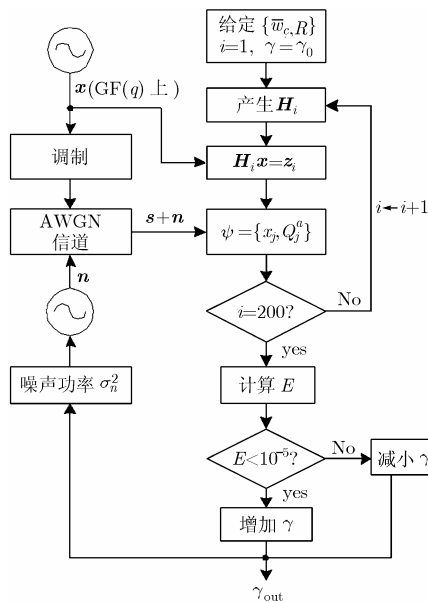 给定 {w̄c,R}
i=1, γ=γ0
x(GF(q) 上)
产生 Hi
调制
Hix=zi
i←i+1
AWGN
信道
s+n
ψ={xj,Qj^a}
n
i=200?
No
yes
噪声功率 σn²
计算 E
E<10⁻⁵?
No
减小 γ
yes
增加 γ
γout